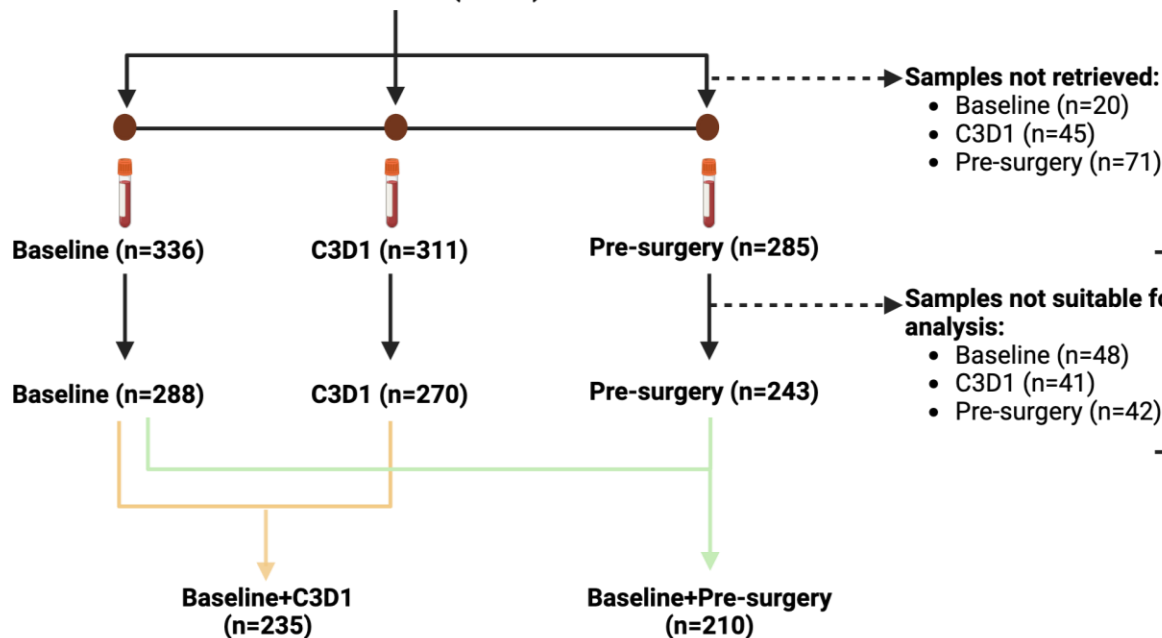 Samples not retrieved:
• Baseline (n=20)
• C3D1 (n=45)
• Pre-surgery (n=71)
Baseline (n=336)
C3D1 (n=311)
Pre-surgery (n=285)
Samples not suitable fo
analysis:
• Baseline (n=48)
• C3D1 (n=41)
• Pre-surgery (n=42)
Baseline (n=288)
C3D1 (n=270)
Pre-surgery (n=243)
Baseline+C3D1
(n=235)
Baseline+Pre-surgery
(n=210)